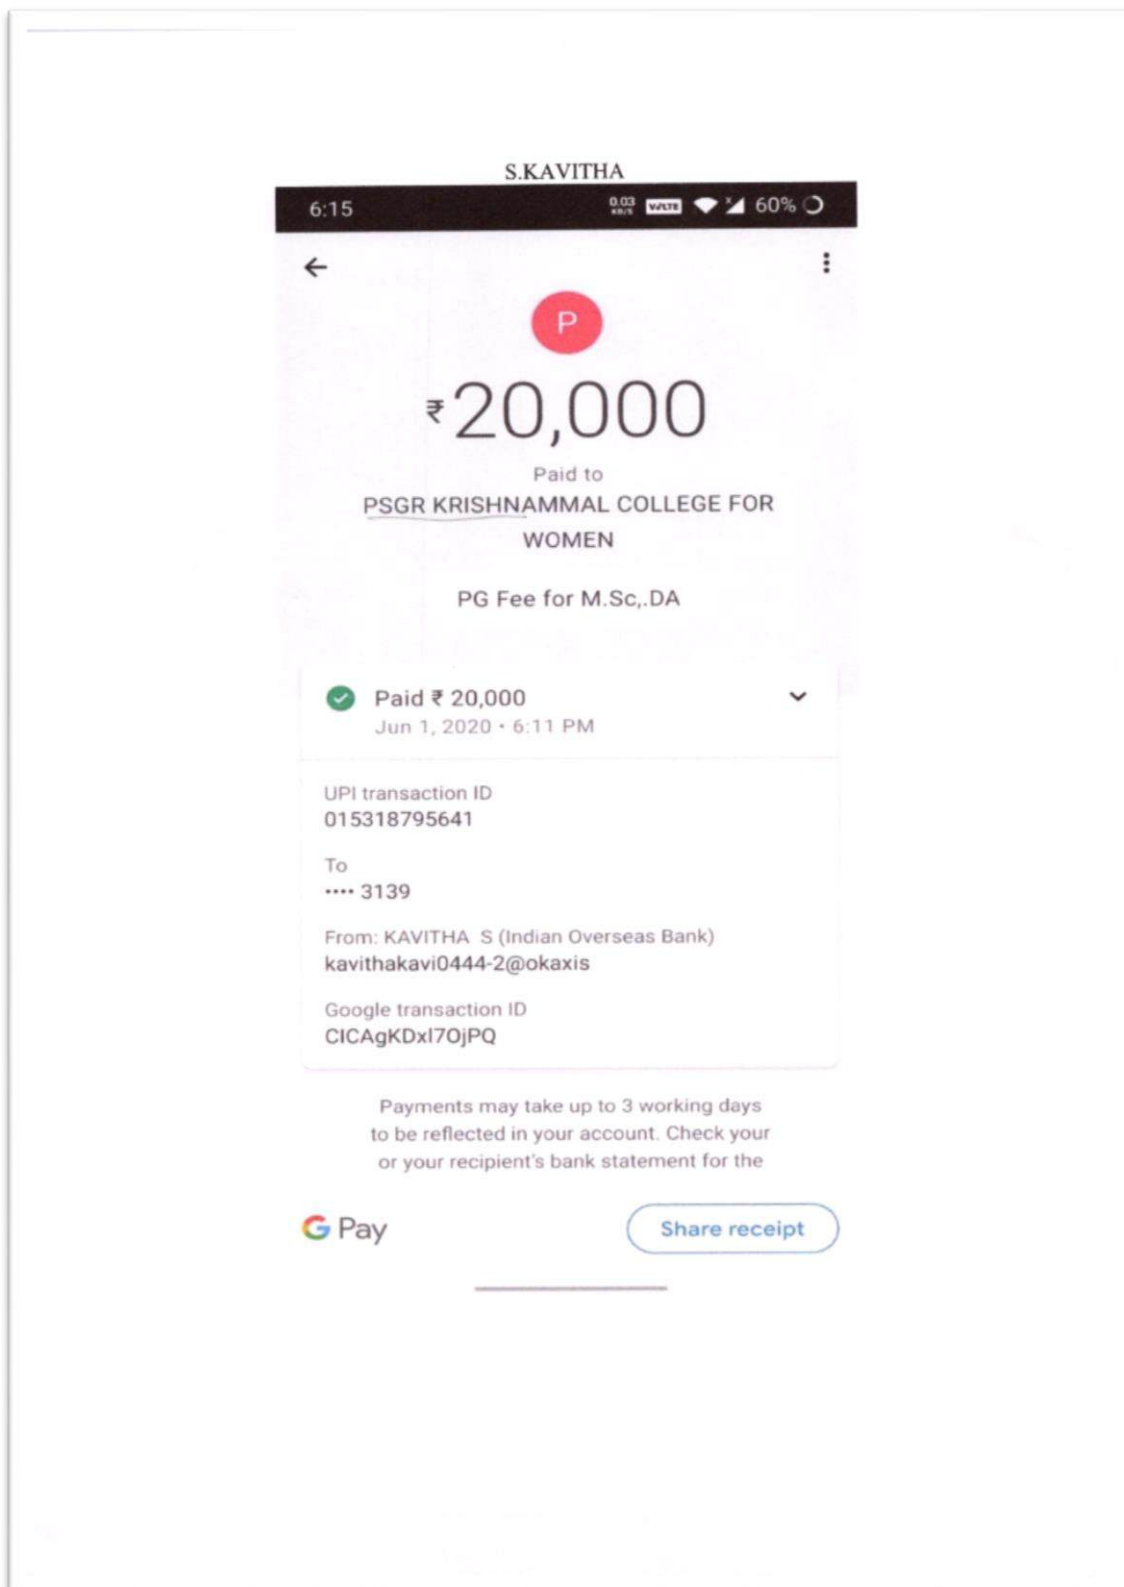 S.KAVITHA
6:15 0.03 KB/S VoLTE 60%
P
₹20,000
Paid to
PSGR KRISHNAMMAL COLLEGE FOR
WOMEN
PG Fee for M.Sc,.DA
Paid ₹ 20,000
Jun 1, 2020 • 6:11 PM
UPI transaction ID
015318795641
To
•••• 3139
From: KAVITHA S (Indian Overseas Bank)
kavithakavi0444-2@okaxis
Google transaction ID
CICAgKDxl7OjPQ
Payments may take up to 3 working days
to be reflected in your account. Check your
or your recipient's bank statement for the
G Pay Share receipt